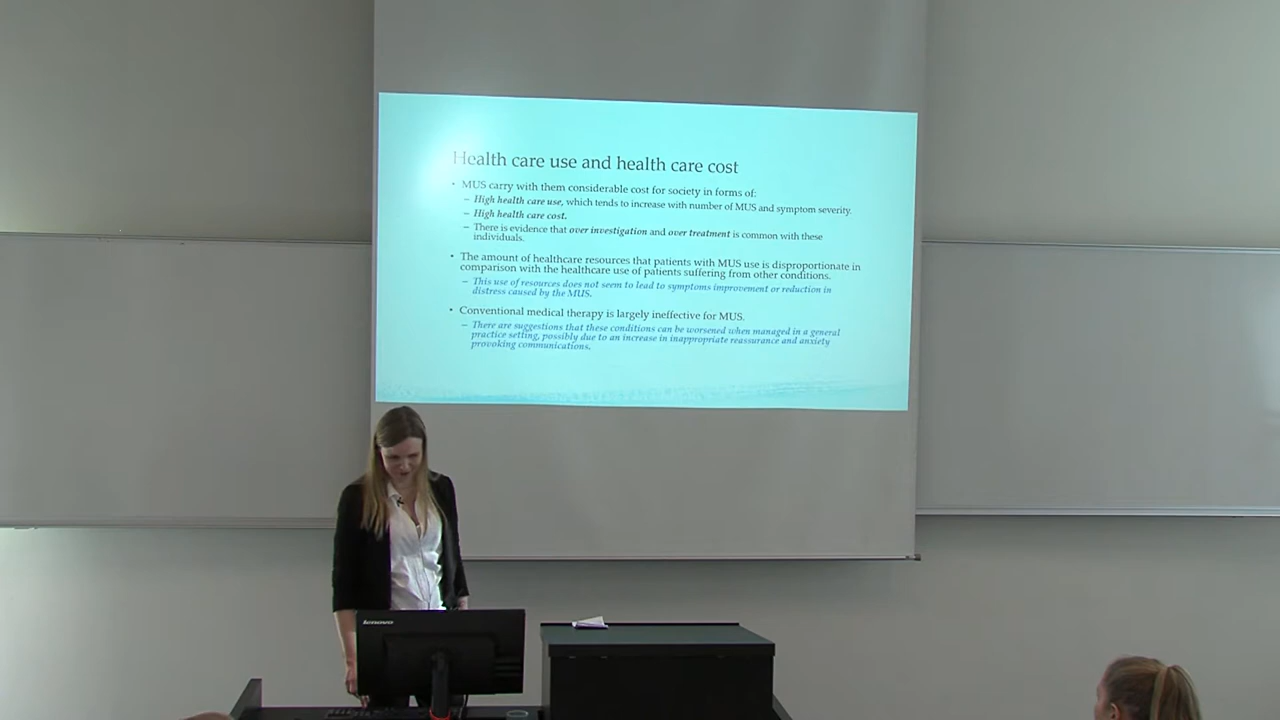 Health care use and health care cost
• MUS carry with them considerable cost for society in forms of:
– High health care use, which tends to increase with number of MUS and symptom severity.
– High health care cost.
– There is evidence that over investigation and over treatment is common with these
individuals.
• The amount of healthcare resources that patients with MUS use is disproportionate in
comparison with the healthcare use of patients suffering from other conditions.
– This use of resources does not seem to lead to symptoms improvement or reduction in
distress caused by the MUS.
• Conventional medical therapy is largely ineffective for MUS.
– There are suggestions that these conditions can be worsened when managed in a general
practice setting, possibly due to an increase in inappropriate reassurance and anxiety
provoking communications.
lenovo